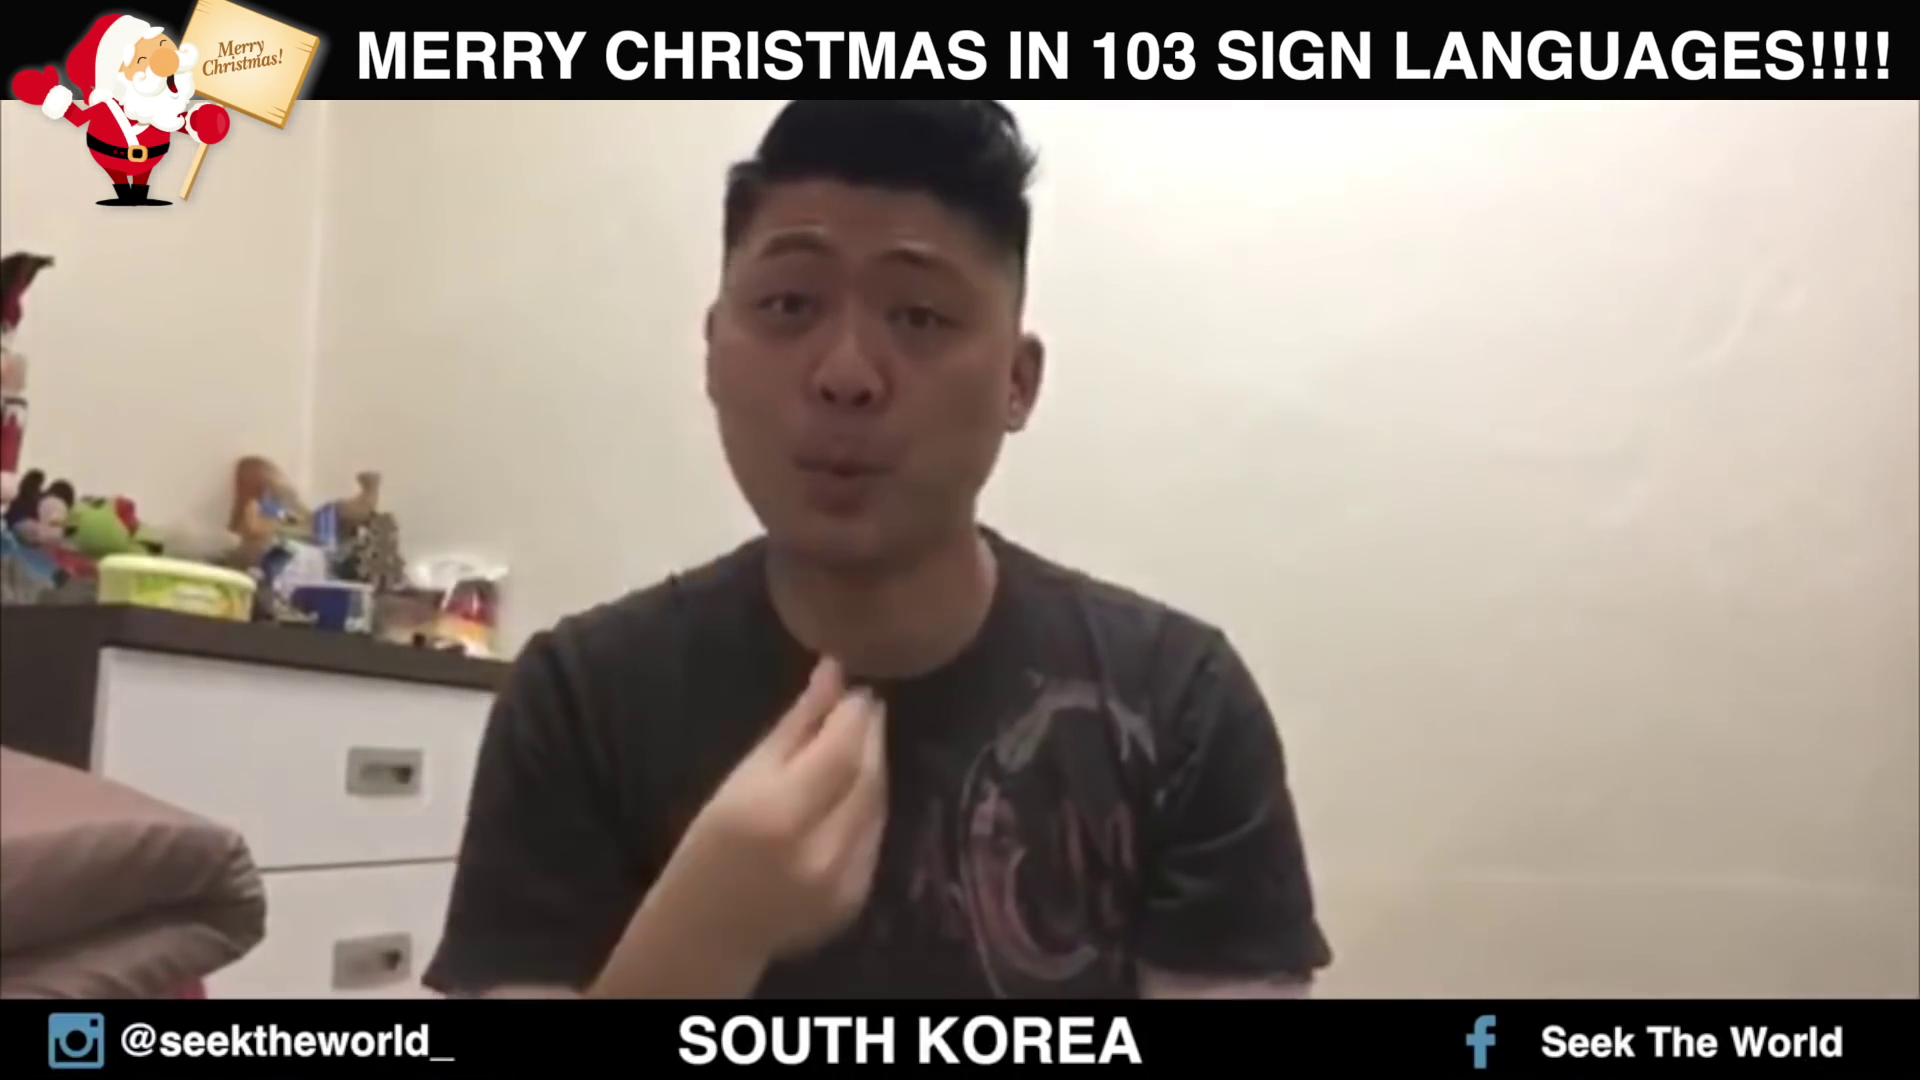 Merry
Christmas!
MERRY CHRISTMAS IN 103 SIGN LANGUAGES!!!!
@seektheworld_
SOUTH KOREA
Seek The World